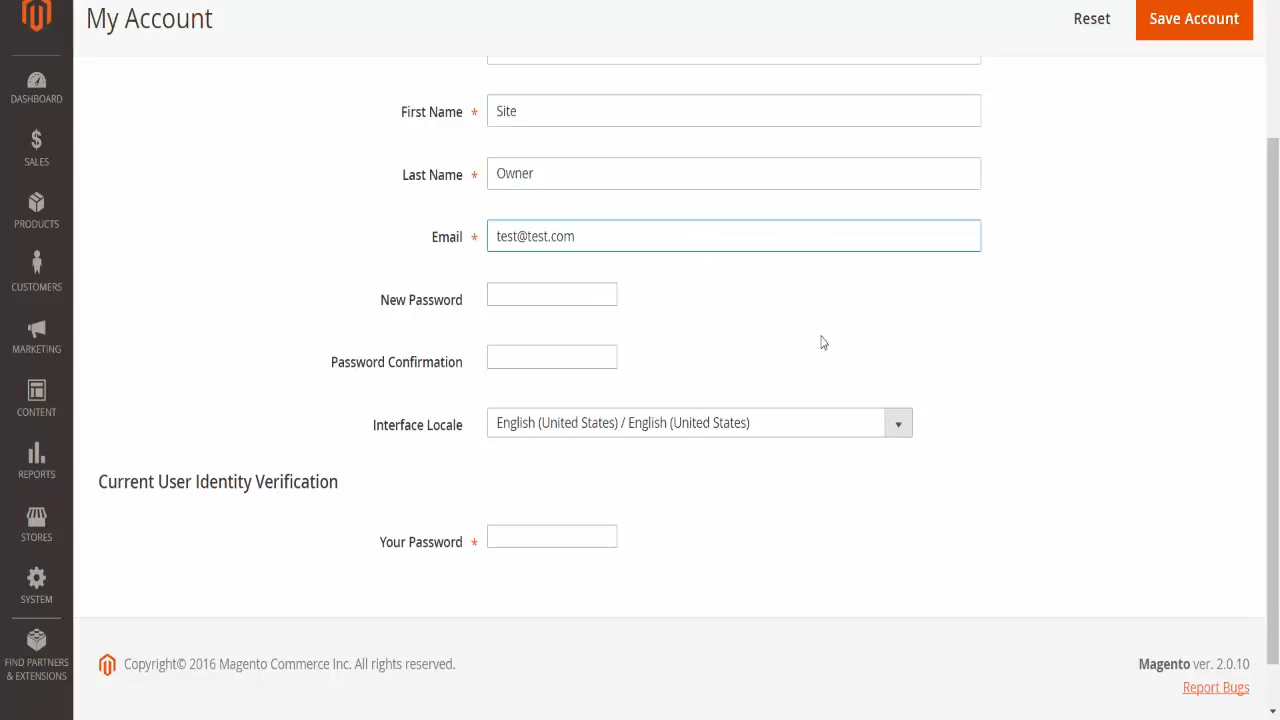 My Account
Reset
Save Account
DASHBOARD
SALES
PRODUCTS
CUSTOMERS
MARKETING
CONTENT
REPORTS
STORES
SYSTEM
FIND PARTNERS
& EXTENSIONS
First Name * Site
Last Name * Owner
Email * test@test.com
New Password
Password Confirmation
Interface Locale English (United States) / English (United States)
Current User Identity Verification
Your Password *
Copyright© 2016 Magento Commerce Inc. All rights reserved.
Magento ver. 2.0.10
Report Bugs